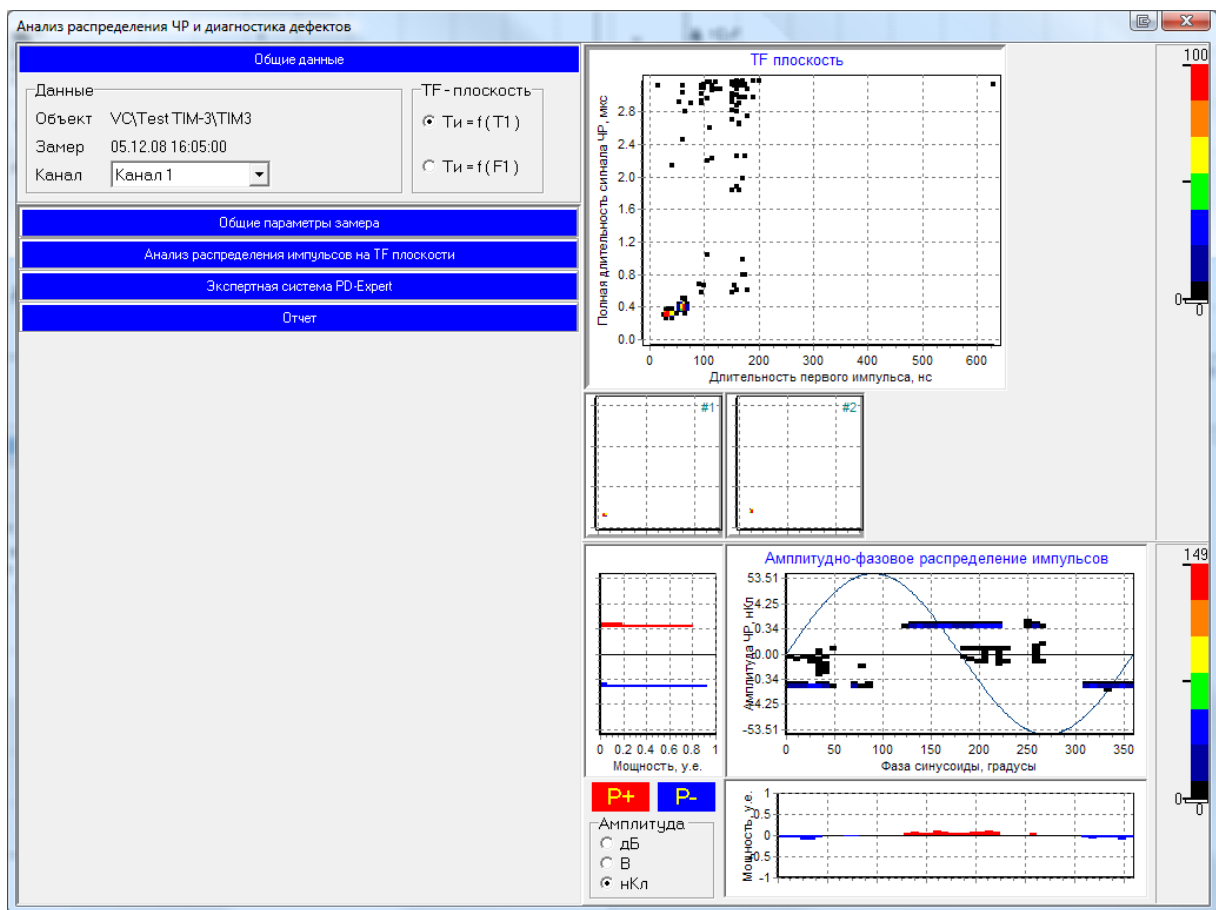 Анализ распределения ЧР и диагностика дефектов
Общие данные
Данные
Объект VC\Test TIM-3\TIM3
Замер 05.12.08 16:05:00
Канал Канал 1
TF - плоскость
Tи = f ( T1 )
Tи = f ( F1 )
Общие параметры замера
Анализ распределения импульсов на TF плоскости
Экспертная система PD-Expert
Отчет
TF плоскость
Полная длительность сигнала ЧР, мкс
2.8
2.4
2.0
1.6
1.2
0.8
0.4
0.0
0 100 200 300 400 500 600
Длительность первого импульса, нс
100
0
0
#1
#2
0 0.2 0.4 0.6 0.8 1
Мощность, у.е.
Амплитудно-фазовое распределение импульсов
Амплитуда ЧР, нКл
53.51
4.25
0.34
0.00
0.34
4.25
-53.51
0 50 100 150 200 250 300 350
Фаза синусоиды, градусы
149
0
0
P+ P-
Амплитуда
дБ
В
нКл
Мощность, у.е.
1
0.5
0
0.5
-1